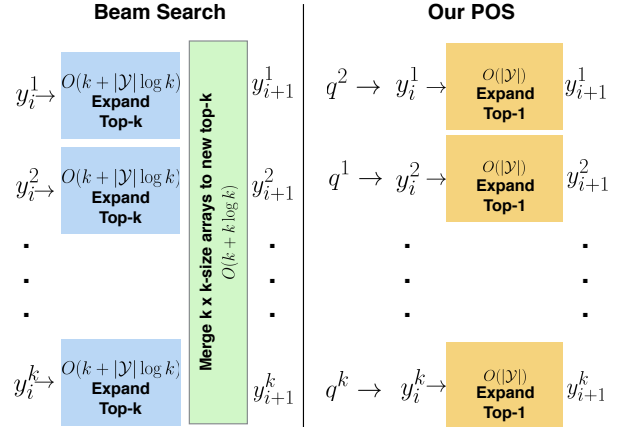 Beam Search
Our POS
y_i^1 → O(k + |𝒴| log k)
Expand
Top-k
y_{i+1}^1
y_i^2 → O(k + |𝒴| log k)
Expand
Top-k
y_{i+1}^2
y_i^k → O(k + |𝒴| log k)
Expand
Top-k
y_{i+1}^k
Merge k x k-size arrays to new top-k
O(k + k log k)
q^2 → y_i^1 → O(|𝒴|)
Expand
Top-1
y_{i+1}^1
q^1 → y_i^2 → O(|𝒴|)
Expand
Top-1
y_{i+1}^2
q^k → y_i^k → O(|𝒴|)
Expand
Top-1
y_{i+1}^k